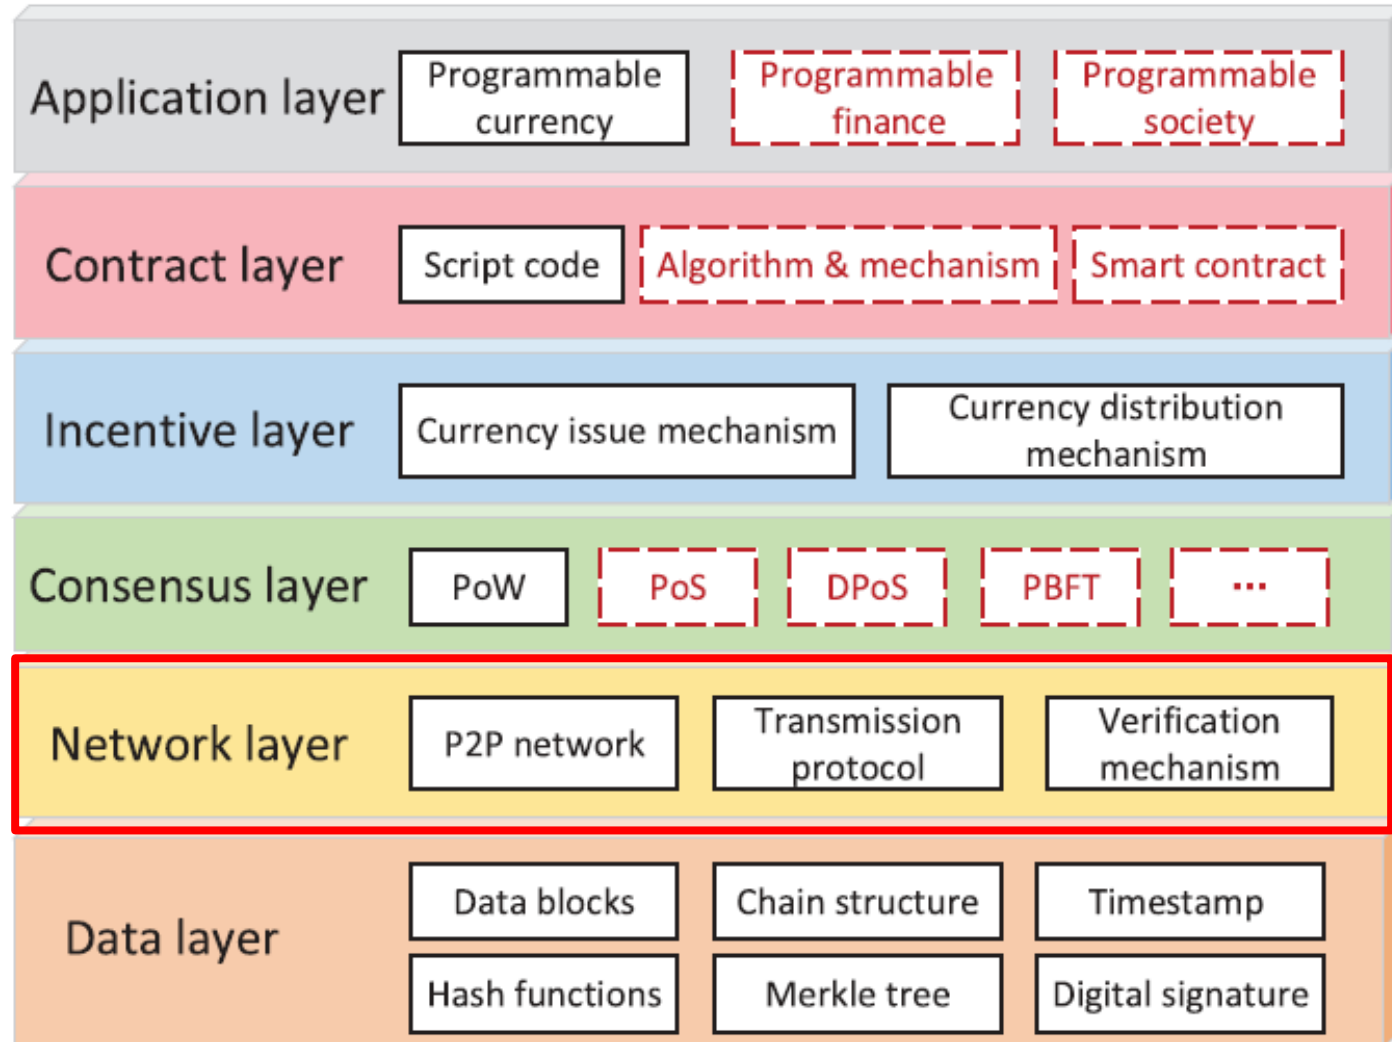 Application layer
Programmable
currency
Programmable
finance
Programmable
society
Contract layer
Script code
Algorithm & mechanism
Smart contract
Incentive layer
Currency issue mechanism
Currency distribution
mechanism
Consensus layer
PoW
PoS
DPoS
PBFT
...
Network layer
P2P network
Transmission
protocol
Verification
mechanism
Data layer
Data blocks
Chain structure
Timestamp
Hash functions
Merkle tree
Digital signature